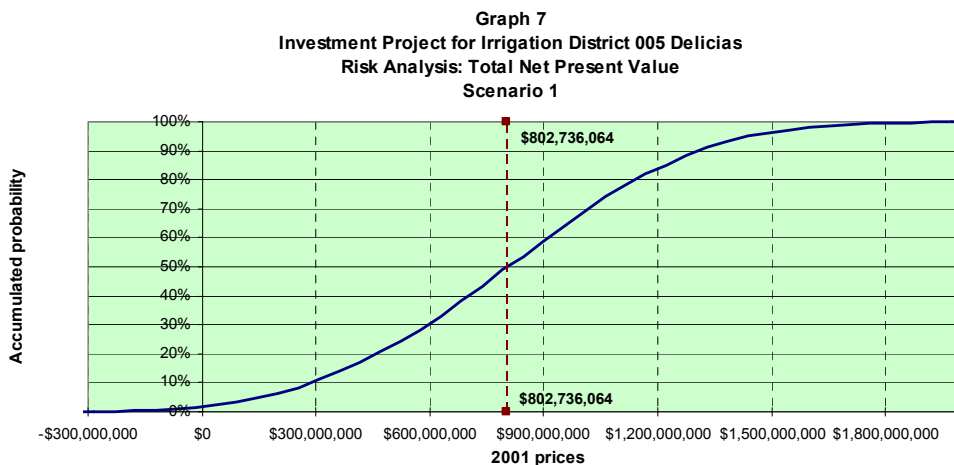 Graph 7
Investment Project for Irrigation District 005 Delicias
Risk Analysis: Total Net Present Value
Scenario 1
Accumulated probability
100%
90%
80%
70%
60%
50%
40%
30%
20%
10%
0%
$802,736,064
$802,736,064
-$300,000,000 $0 $300,000,000 $600,000,000 $900,000,000 $1,200,000,000 $1,500,000,000 $1,800,000,000
2001 prices